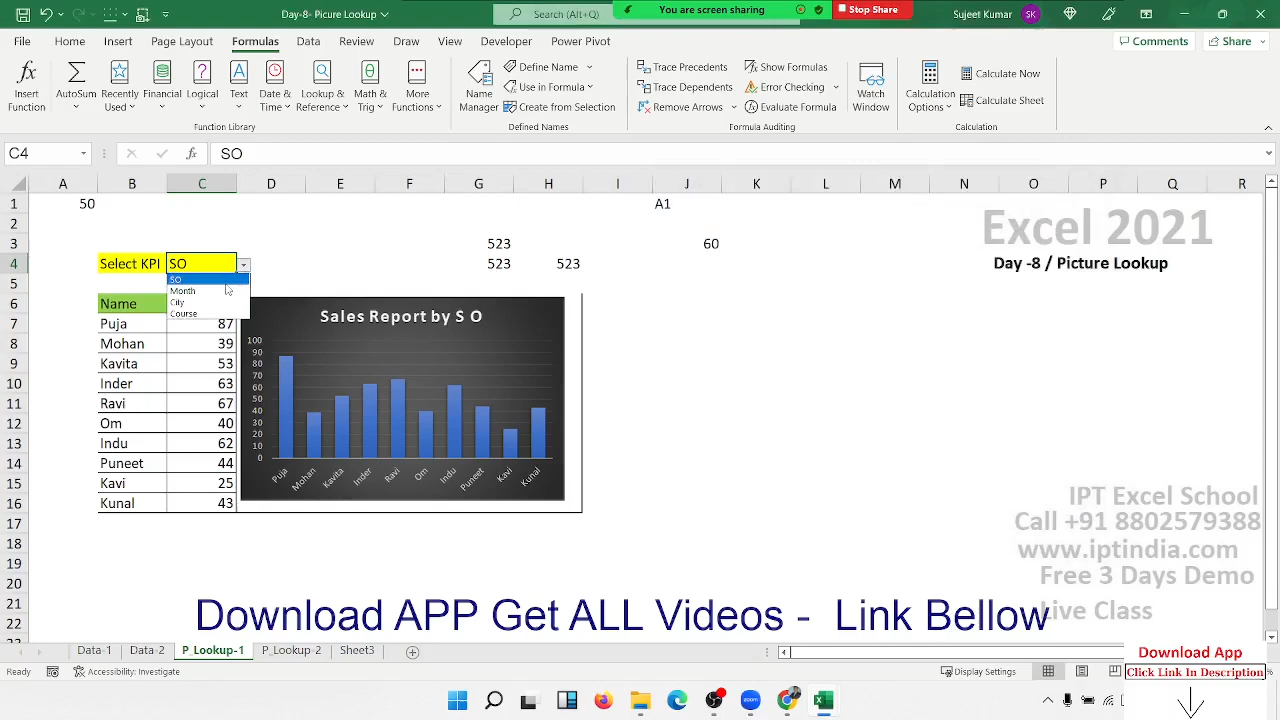 Day-8- Picture Lookup
Search (Alt+Q)
You are screen sharing
Stop Share
Sujeet Kumar
SK
File
Home
Insert
Page Layout
Formulas
Data
Review
Draw
View
Developer
Power Pivot
Comments
Share
Insert Function
AutoSum
Recently Used
Financial
Logical
Text
Date & Time
Lookup & Reference
Math & Trig
More Functions
Function Library
Name Manager
Define Name
Use in Formula
Create from Selection
Defined Names
Trace Precedents
Trace Dependents
Remove Arrows
Show Formulas
Error Checking
Evaluate Formula
Formula Auditing
Watch Window
Calculation Options
Calculate Now
Calculate Sheet
Calculation
C4
fx
SO
A B C D E F G H I J K L M N O P Q R
1 50 A1
2
3 523 60
4 Select KPI SO 523 523
5
6 Name
7 Puja 87
8 Mohan 39
9 Kavita 53
10 Inder 63
11 Ravi 67
12 Om 40
13 Indu 62
14 Puneet 44
15 Kavi 25
16 Kunal 43
17
18
19
20
21
22
SO
Month
City
Course
Sales Report by S O
100
90
80
70
60
50
40
30
20
10
0
Puja Mohan Kavita Inder Ravi Om Indu Puneet Kavi Kunal
Excel 2021
Day -8 / Picture Lookup
IPT Excel School
Call +91 8802579388
www.iptindia.com
Free 3 Days Demo
Live Class
Download APP Get ALL Videos - Link Bellow
Data-1
Data-2
P_Lookup-1
P_Lookup-2
Sheet3
Ready
Accessibility: Investigate
Display Settings
Download App
Click Link In Description
zoom